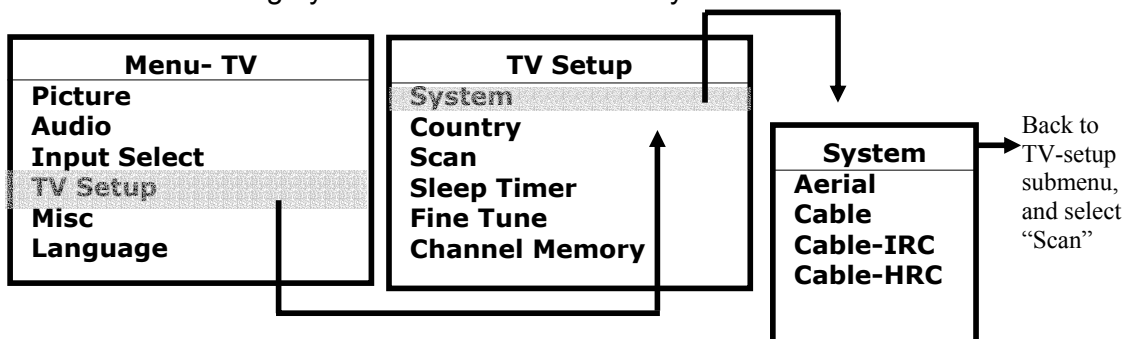 Menu- TV
Picture
Audio
Input Select
TV Setup
Misc
Language
TV Setup
System
Country
Scan
Sleep Timer
Fine Tune
Channel Memory
System
Aerial
Cable
Cable-IRC
Cable-HRC
Back to
TV-setup
submenu,
and select
“Scan”